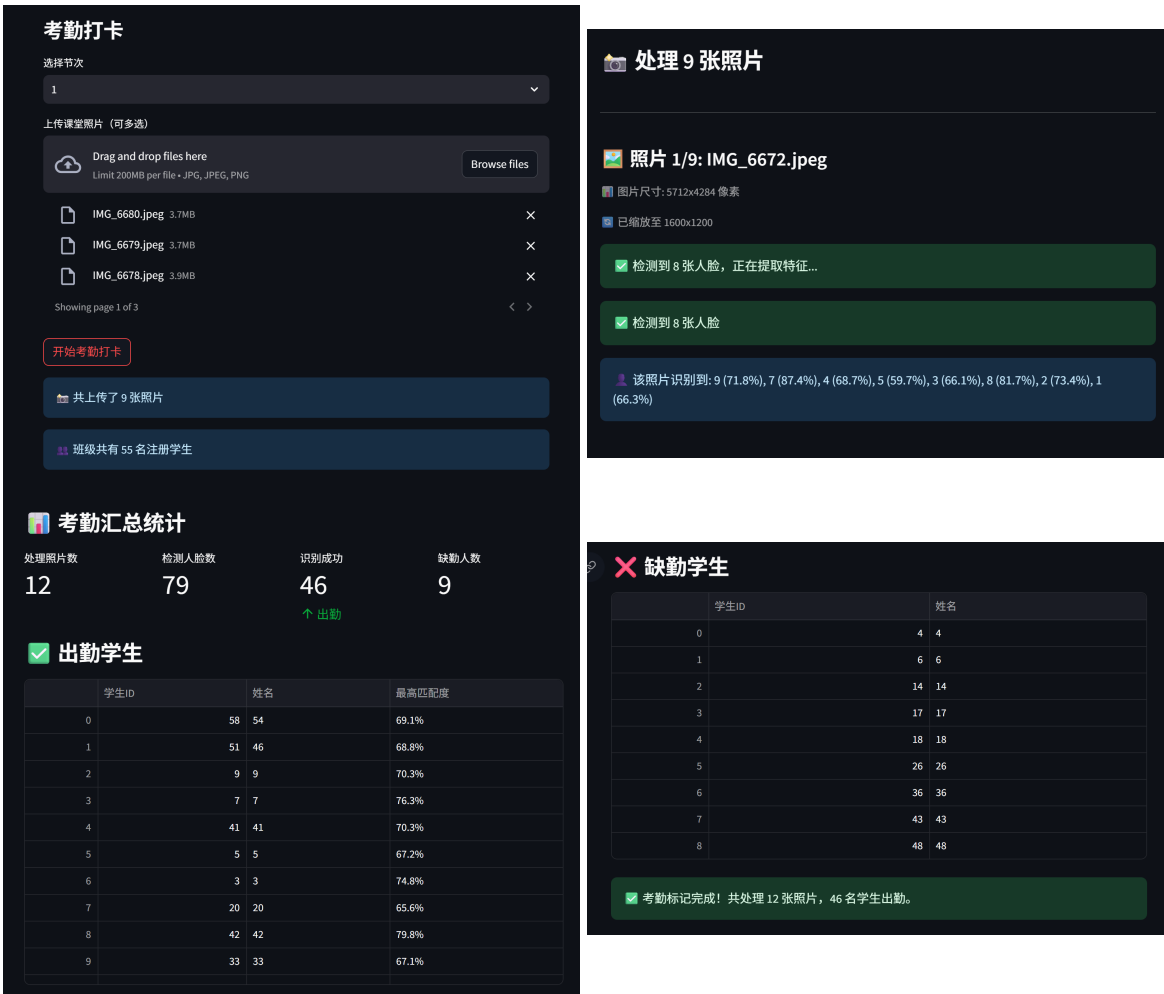 考勤打卡
选择节次
1
上传课堂照片（可多选）
Drag and drop files here
Limit 200MB per file • JPG, JPEG, PNG
Browse files
IMG_6680.jpeg 3.7MB
IMG_6679.jpeg 3.7MB
IMG_6678.jpeg 3.9MB
Showing page 1 of 3
开始考勤打卡
共上传了 9 张照片
班级共有 55 名注册学生
考勤汇总统计
处理照片数 检测人脸数 识别成功 缺勤人数
12 79 46 9
↑ 出勤
出勤学生
学生ID 姓名 最高匹配度
0 58 54 69.1%
1 51 46 68.8%
2 9 9 70.3%
3 7 7 76.3%
4 41 41 70.3%
5 5 5 67.2%
6 3 3 74.8%
7 20 20 65.6%
8 42 42 79.8%
9 33 33 67.1%
处理 9 张照片
照片 1/9: IMG_6672.jpeg
图片尺寸: 5712x4284 像素
已缩放至 1600x1200
检测到 8 张人脸，正在提取特征...
检测到 8 张人脸
该照片识别到: 9 (71.8%), 7 (87.4%), 4 (68.7%), 5 (59.7%), 3 (66.1%), 8 (81.7%), 2 (73.4%), 1
(66.3%)
缺勤学生
学生ID 姓名
0 4 4
1 6 6
2 14 14
3 17 17
4 18 18
5 26 26
6 36 36
7 43 43
8 48 48
考勤标记完成！共处理 12 张照片，46 名学生出勤。